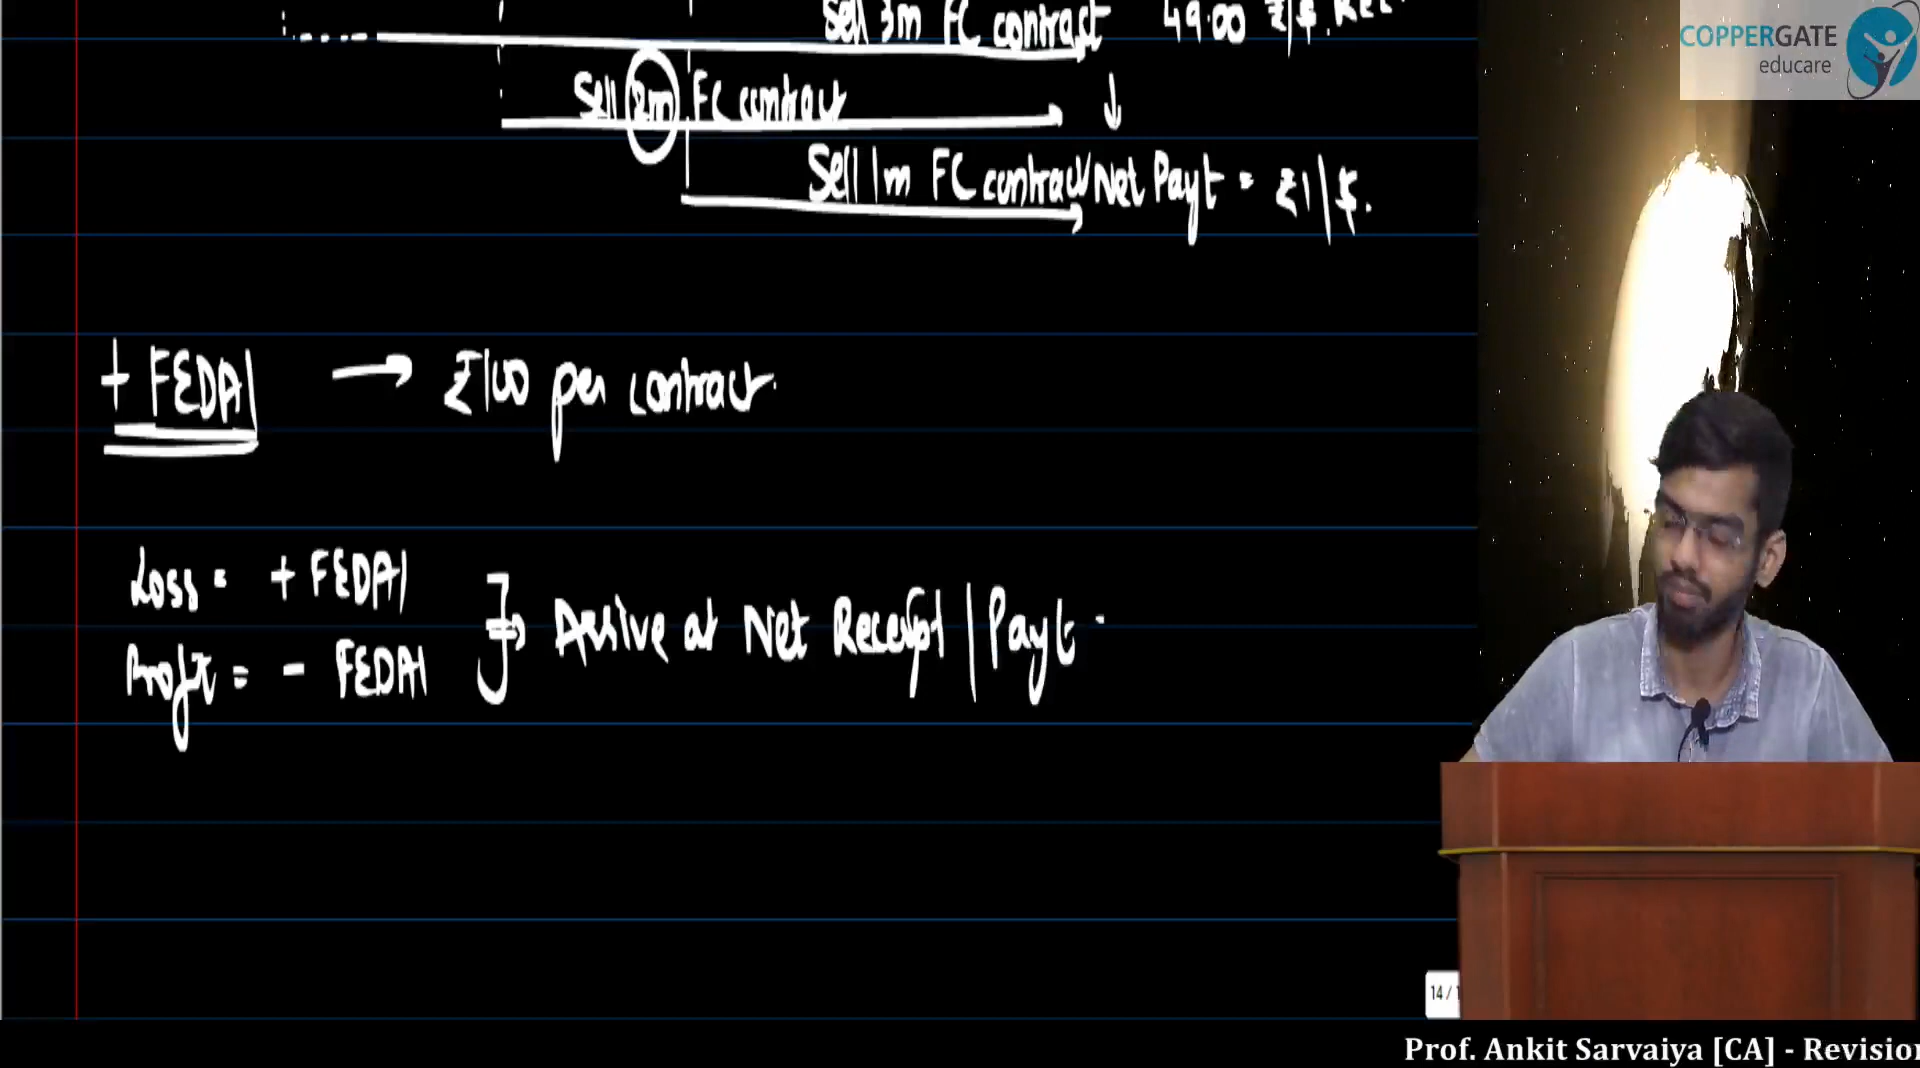 Sell 3m FC contract 49.00 ₹/$. Rec
COPPERGATE
educare
Sell 2m FC contract
Sell 1m FC contract Net Payt = ₹1/$.
+ FEDAI → ₹100 per contract.
Loss = + FEDAI
Profit = - FEDAI
Arrive at Net Receipt | Payt.
14 / 1
Prof. Ankit Sarvaiya [CA] - Revision